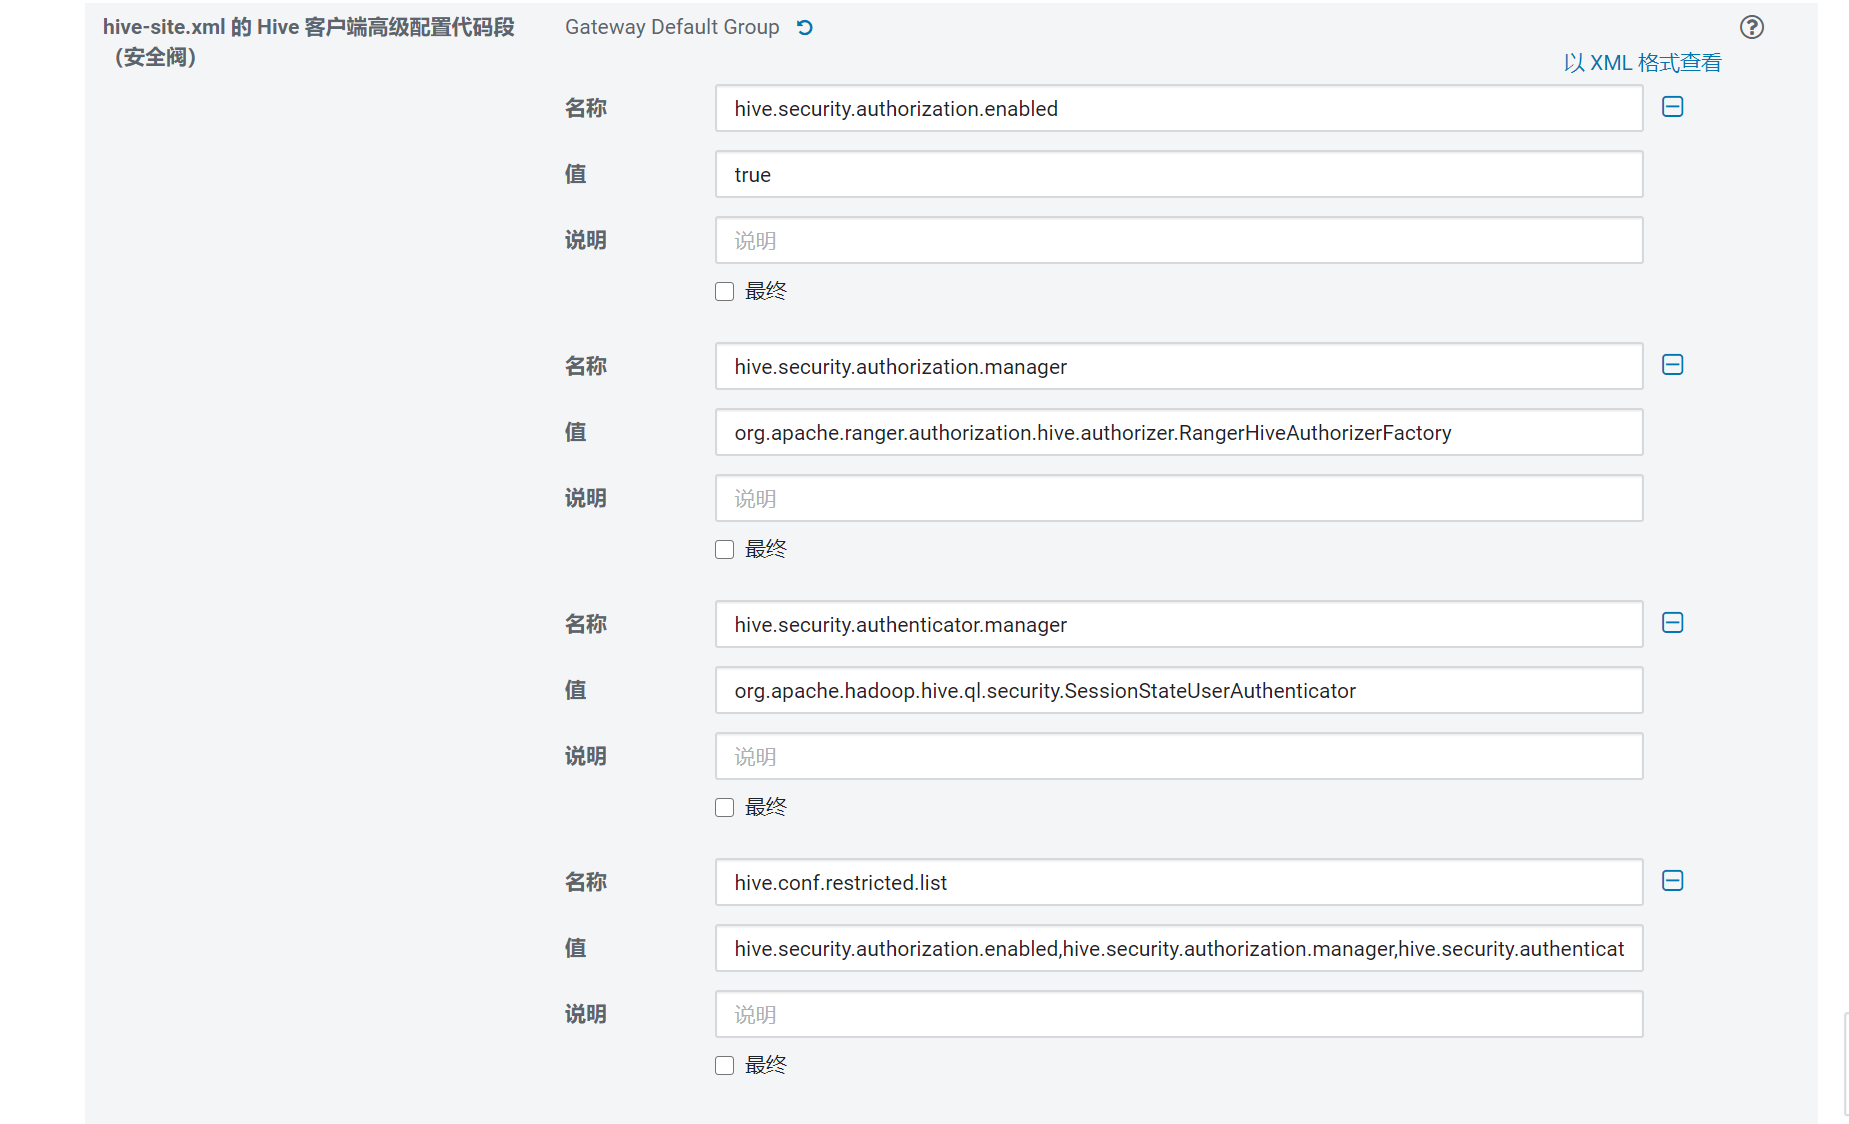 hive-site.xml 的 Hive 客户端高级配置代码段
（安全阀）
Gateway Default Group
以 XML 格式查看
名称
hive.security.authorization.enabled
值
true
说明
说明
最终
名称
hive.security.authorization.manager
值
org.apache.ranger.authorization.hive.authorizer.RangerHiveAuthorizerFactory
说明
说明
最终
名称
hive.security.authenticator.manager
值
org.apache.hadoop.hive.ql.security.SessionStateUserAuthenticator
说明
说明
最终
名称
hive.conf.restricted.list
值
hive.security.authorization.enabled,hive.security.authorization.manager,hive.security.authenticat
说明
说明
最终